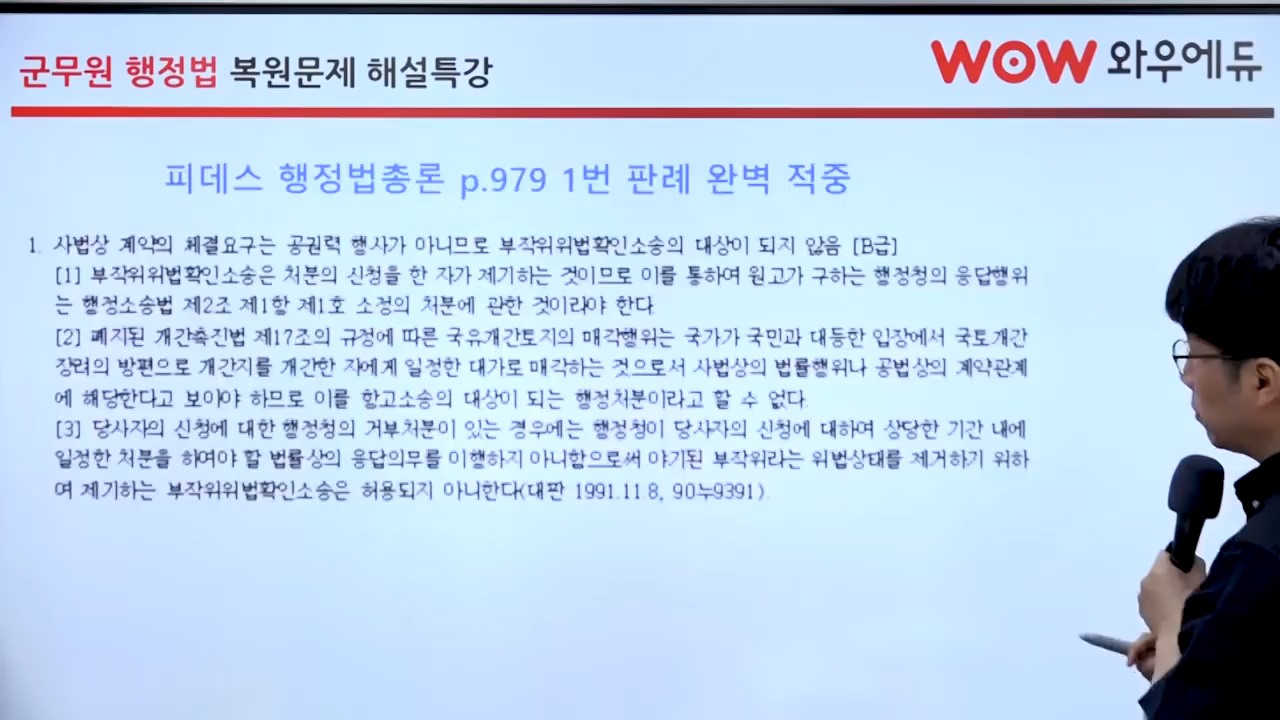 군무원 행정법 복원문제 해설특강
WOW 와우에듀
피데스 행정법총론 p.979 1번 판례 완벽 적중
1. 사법상 계약의 체결요구는 공권력 행사가 아니므로 부작위위법확인소송의 대상이 되지 않음 [B급]
[1] 부작위위법확인소송은 처분의 신청을 한 자가 제기하는 것이므로 이를 통하여 원고가 구하는 행정청의 응답행위
는 행정소송법 제2조 제1항 제1호 소정의 처분에 관한 것이라야 한다.
[2] 폐지된 개간촉진법 제17조의 규정에 따른 국유개간토지의 매각행위는 국가가 국민과 대등한 입장에서 국토개간
장려의 방편으로 개간지를 개간한 자에게 일정한 대가로 매각하는 것으로서 사법상의 법률행위나 공법상의 계약관계
에 해당한다고 보아야 하므로 이를 항고소송의 대상이 되는 행정처분이라고 할 수 없다.
[3] 당사자의 신청에 대한 행정청의 거부처분이 있는 경우에는 행정청이 당사자의 신청에 대하여 상당한 기간 내에
일정한 처분을 하여야 할 법률상의 응답의무를 이행하지 아니함으로써 야기된 부작위라는 위법상태를 제거하기 위하
여 제기하는 부작위위법확인소송은 허용되지 아니한다(대판 1991.11.8, 90누9391).